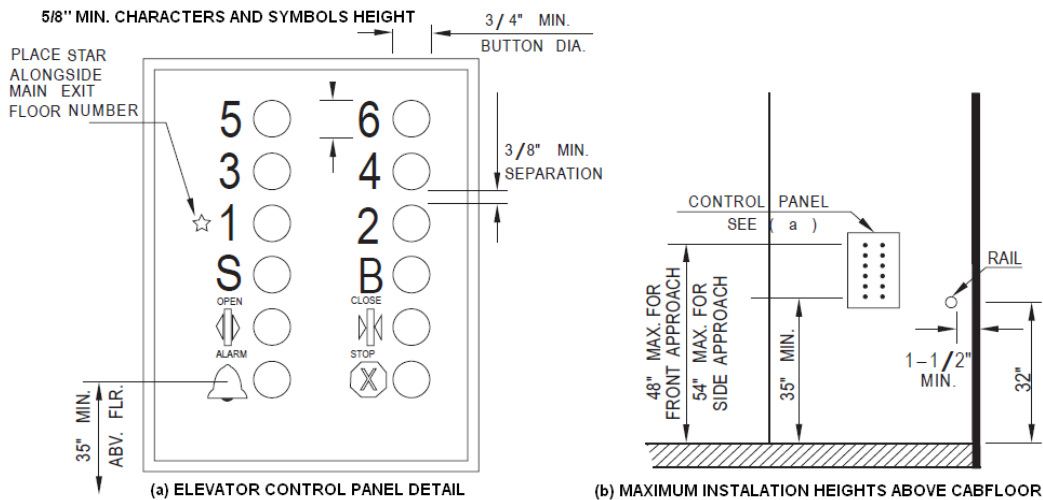 5/8" MIN. CHARACTERS AND SYMBOLS HEIGHT
3/4" MIN.
BUTTON DIA.
PLACE STAR
ALONGSIDE
MAIN EXIT
FLOOR NUMBER
5 6
3 4
3/8" MIN.
SEPARATION
1 2
S B
OPEN CLOSE
ALARM STOP
X
35" MIN.
ABV. FLR.
(a) ELEVATOR CONTROL PANEL DETAIL
CONTROL PANEL
SEE ( a )
RAIL
48" MAX. FOR
FRONT APPROACH
54" MAX. FOR
SIDE APPROACH
35" MIN.
1-1/2"
MIN.
32"
(b) MAXIMUM INSTALATION HEIGHTS ABOVE CABFLOOR